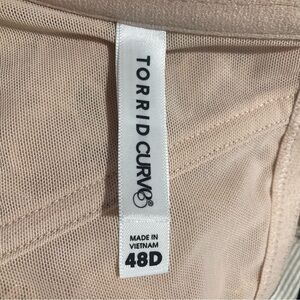 TORRID CURVE®
MADE IN
VIETNAM
48D